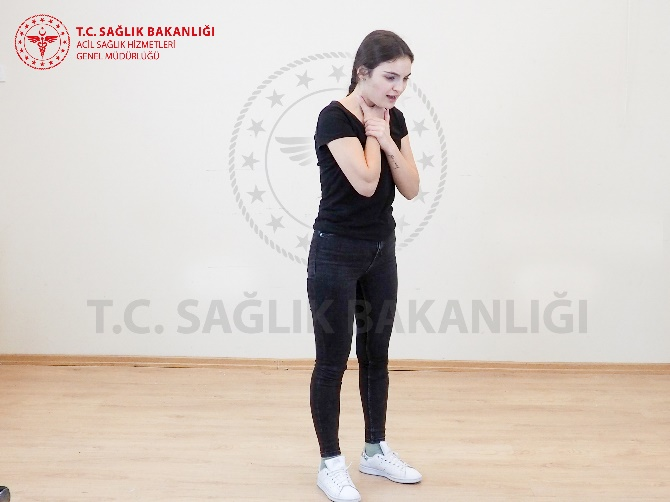 T.C. SAĞLIK BAKANLIĞI
ACİL SAĞLIK HİZMETLERİ
GENEL MÜDÜRLÜĞÜ
T.C. SAĞLIK BAKANLIĞI